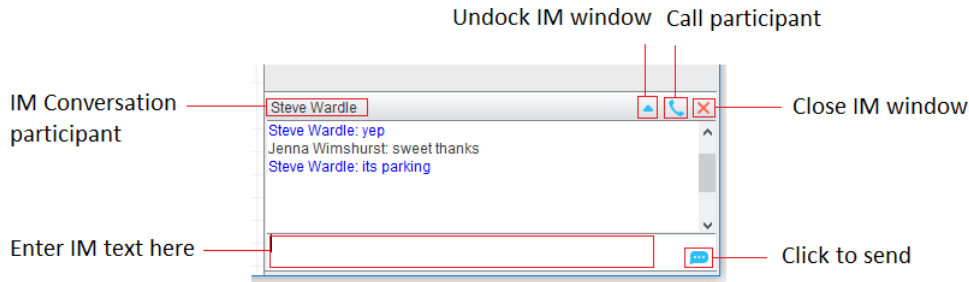 Undock IM window Call participant
IM Conversation
participant
Steve Wardle
Close IM window
Steve Wardle: yep
Jenna Wimshurst: sweet thanks
Steve Wardle: its parking
Enter IM text here
Click to send